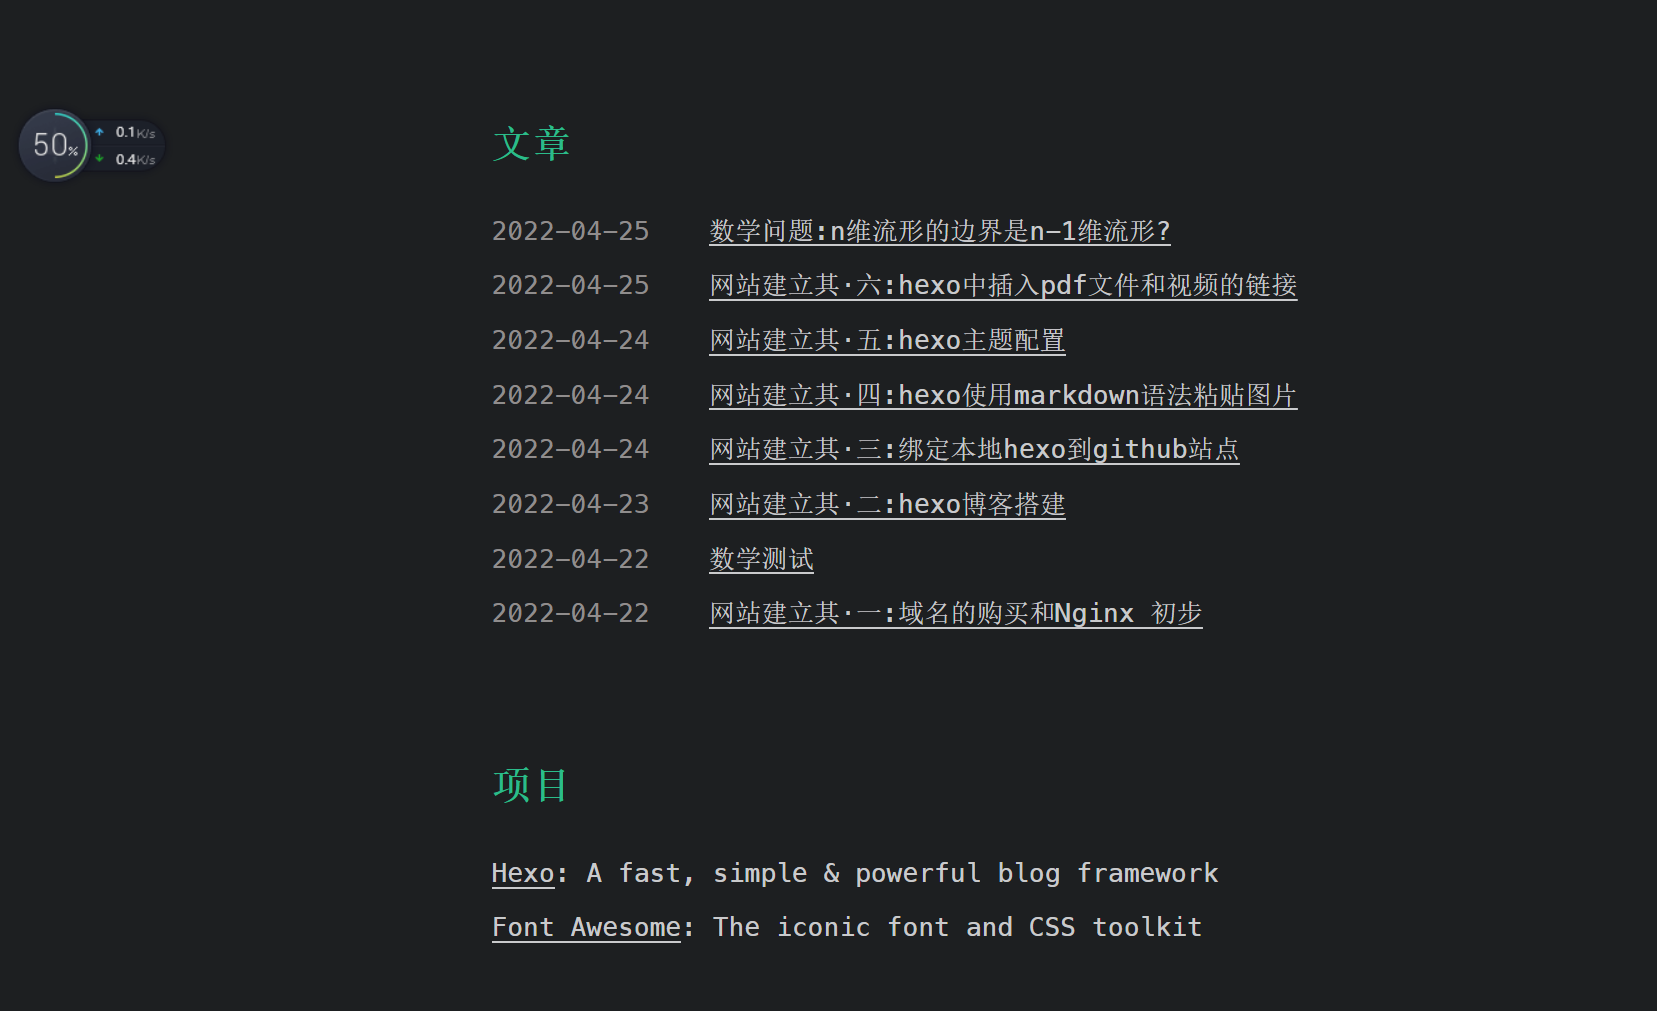 50%
0.1K/s
0.4K/s
文章
2022-04-25 数学问题:n维流形的边界是n-1维流形?
2022-04-25 网站建立其·六:hexo中插入pdf文件和视频的链接
2022-04-24 网站建立其·五:hexo主题配置
2022-04-24 网站建立其·四:hexo使用markdown语法粘贴图片
2022-04-24 网站建立其·三:绑定本地hexo到github站点
2022-04-23 网站建立其·二:hexo博客搭建
2022-04-22 数学测试
2022-04-22 网站建立其·一:域名的购买和Nginx 初步
项目
Hexo: A fast, simple & powerful blog framework
Font Awesome: The iconic font and CSS toolkit